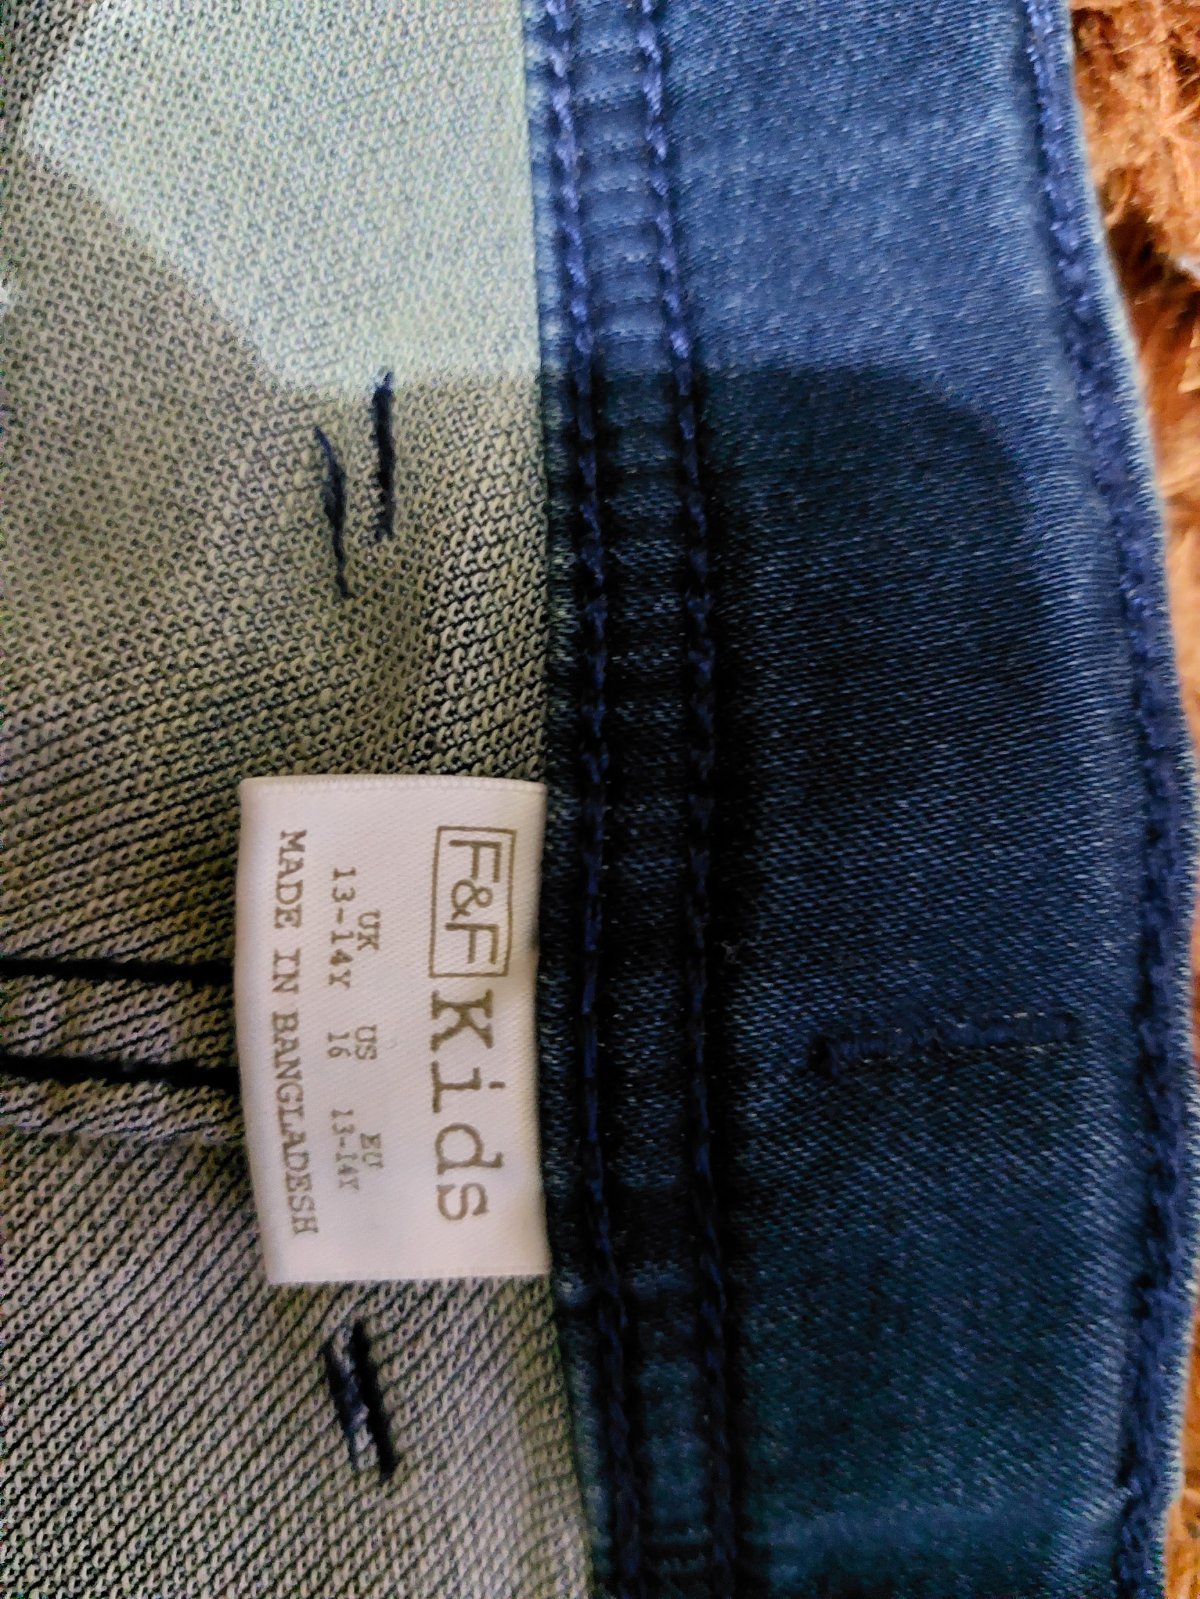 F&F Kids
UK US EU
13-14Y 16 13-14Y
MADE IN BANGLADESH